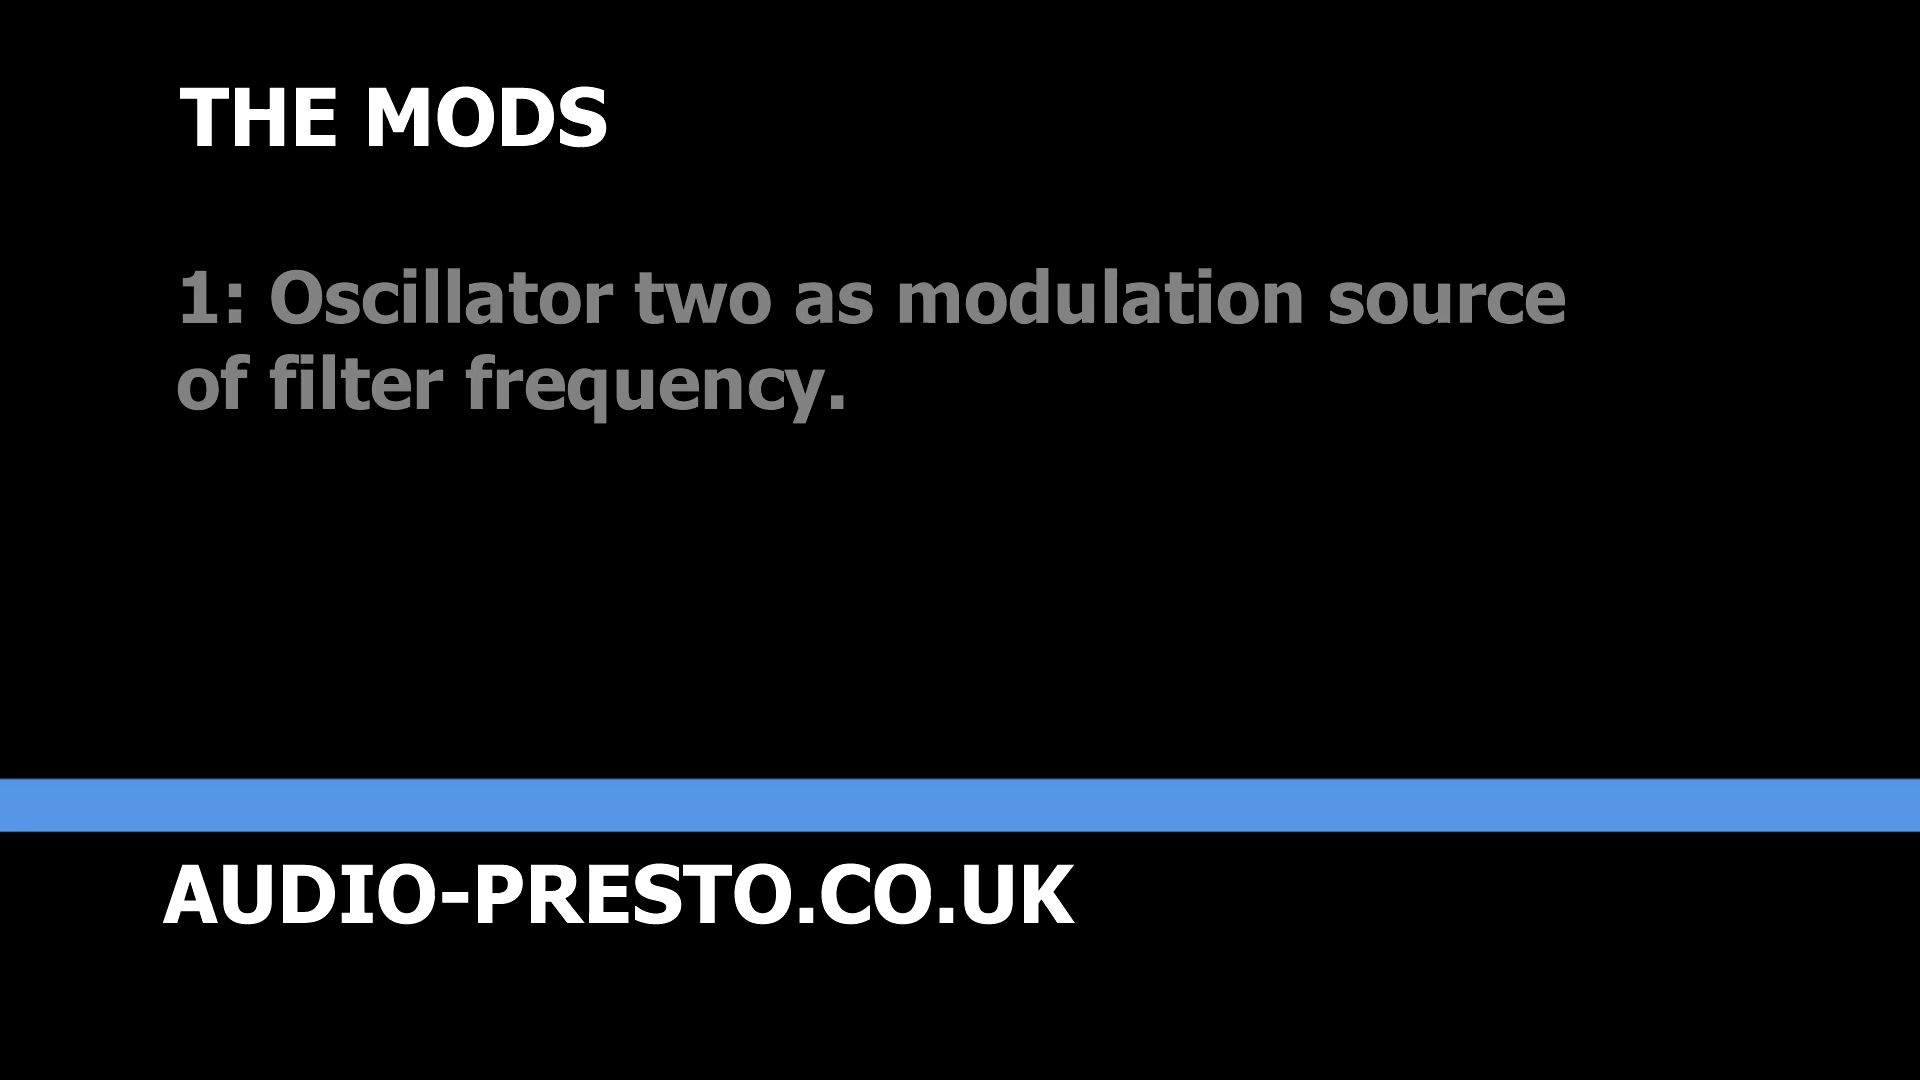 THE MODS
1: Oscillator two as modulation source
of filter frequency.
AUDIO-PRESTO.CO.UK